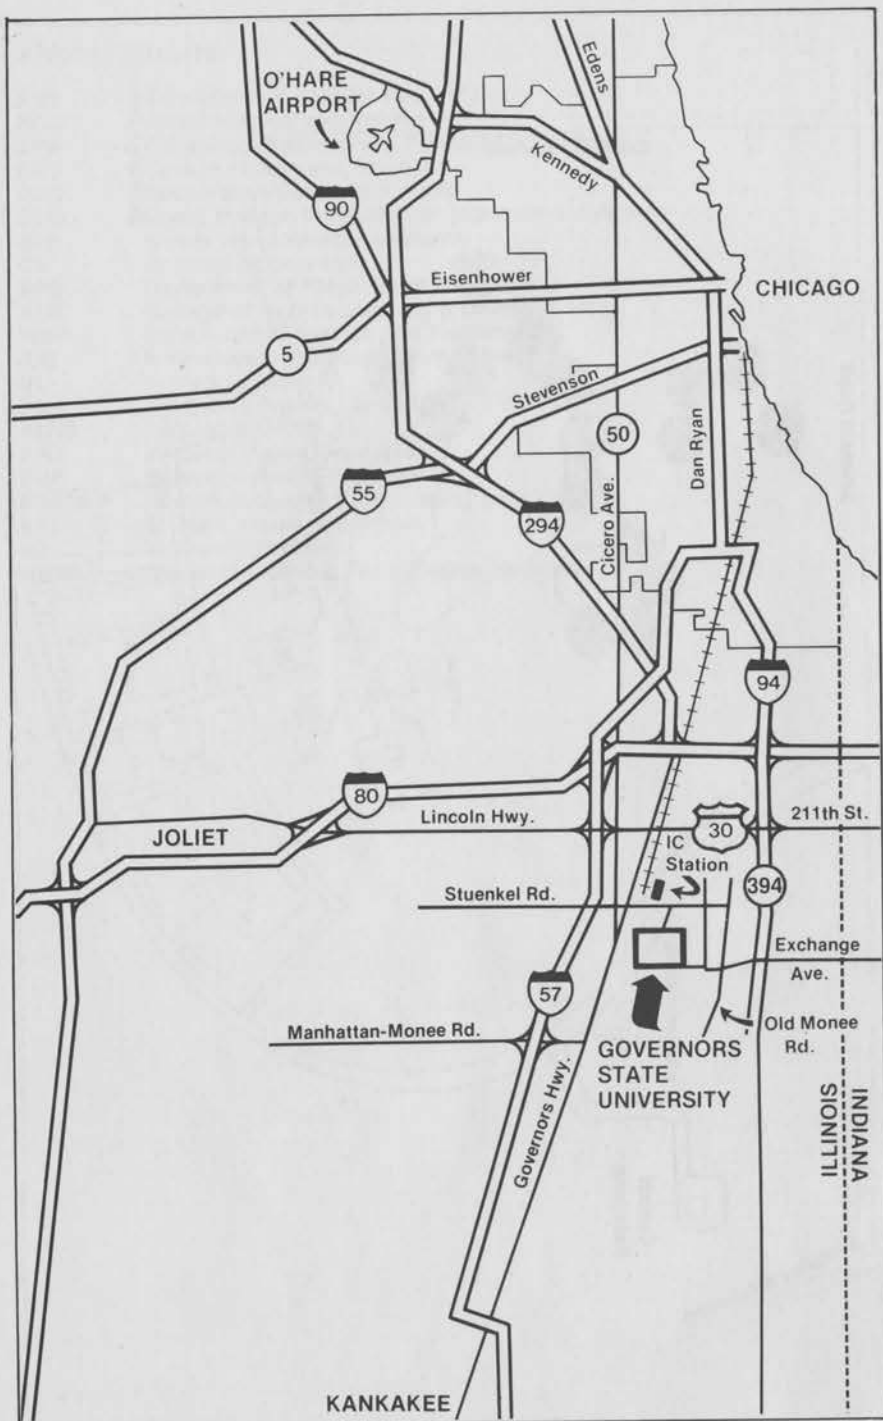 Edens
O'HARE
AIRPORT
Kennedy
90
Eisenhower
CHICAGO
5
Stevenson
50
Dan Ryan
55
Cicero Ave.
294
94
80
Lincoln Hwy.
30
211th St.
JOLIET
IC
Station
394
Stuenkel Rd.
Exchange
Ave.
57
Old Monee
Rd.
Manhattan-Monee Rd.
GOVERNORS
STATE
UNIVERSITY
Governors Hwy.
ILLINOIS
INDIANA
KANKAKEE